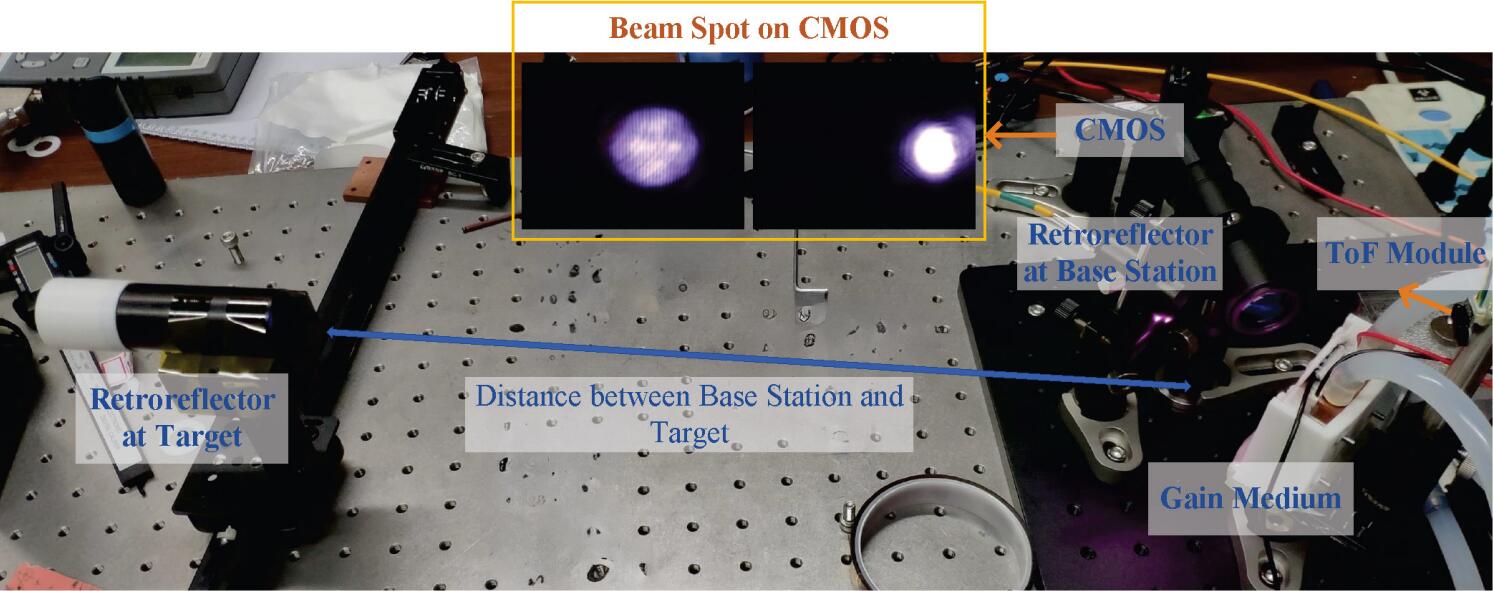 Beam Spot on CMOS
CMOS
Retroreflector
at Base Station
ToF Module
Retroreflector
at Target
Distance between Base Station and
Target
Gain Medium